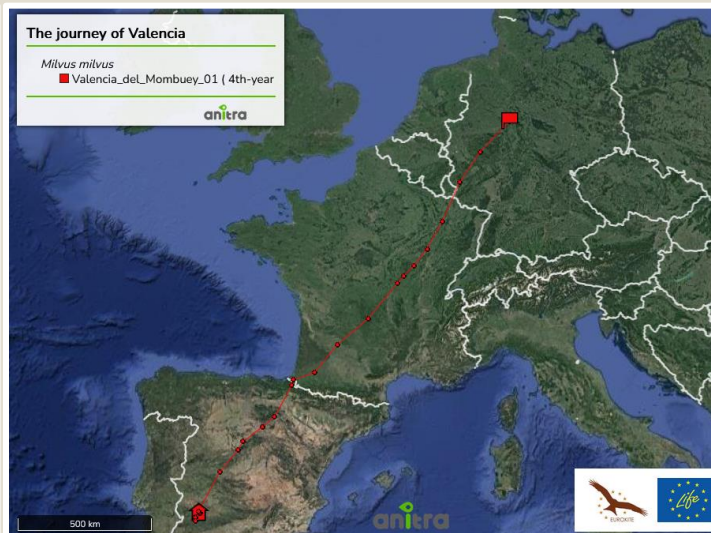 The journey of Valencia
Milvus milvus
Valencia_del_Mombuey_01 ( 4th-year
anitra
500 km
anitra
EUROKITE
Life